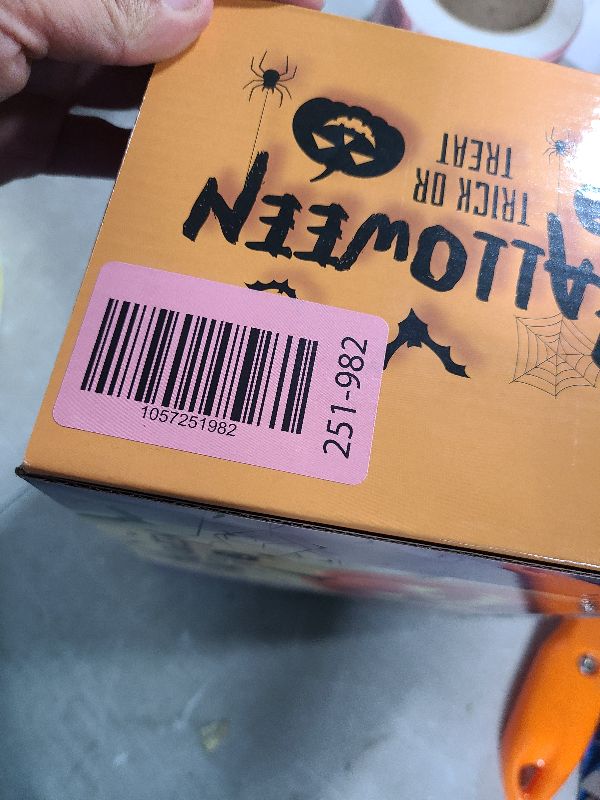 TRICK OR
TREAT
HALLOWEEN
1057251982
251-982